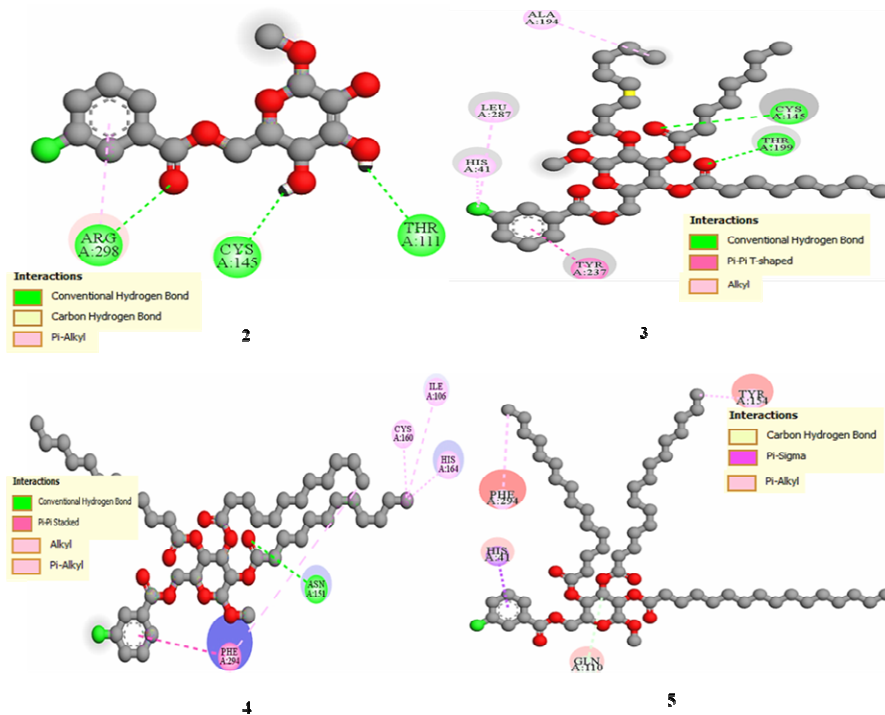 ARG
A:298
CYS
A:145
THR
A:111
Interactions
Conventional Hydrogen Bond
Carbon Hydrogen Bond
Pi-Alkyl
2
ALA
A:194
LEU
A:287
HIS
A:41
CYS
A:145
THR
A:199
TYR
A:237
Interactions
Conventional Hydrogen Bond
Pi-Pi T-shaped
Alkyl
3
ILE
A:106
CYS
A:160
HIS
A:164
ASN
A:151
PHE
A:294
Interactions
Conventional Hydrogen Bond
Pi-Pi Stacked
Alkyl
Pi-Alkyl
4
TYR
A:154
PHE
A:294
HIS
A:41
GLN
A:110
Interactions
Carbon Hydrogen Bond
Pi-Sigma
Pi-Alkyl
5